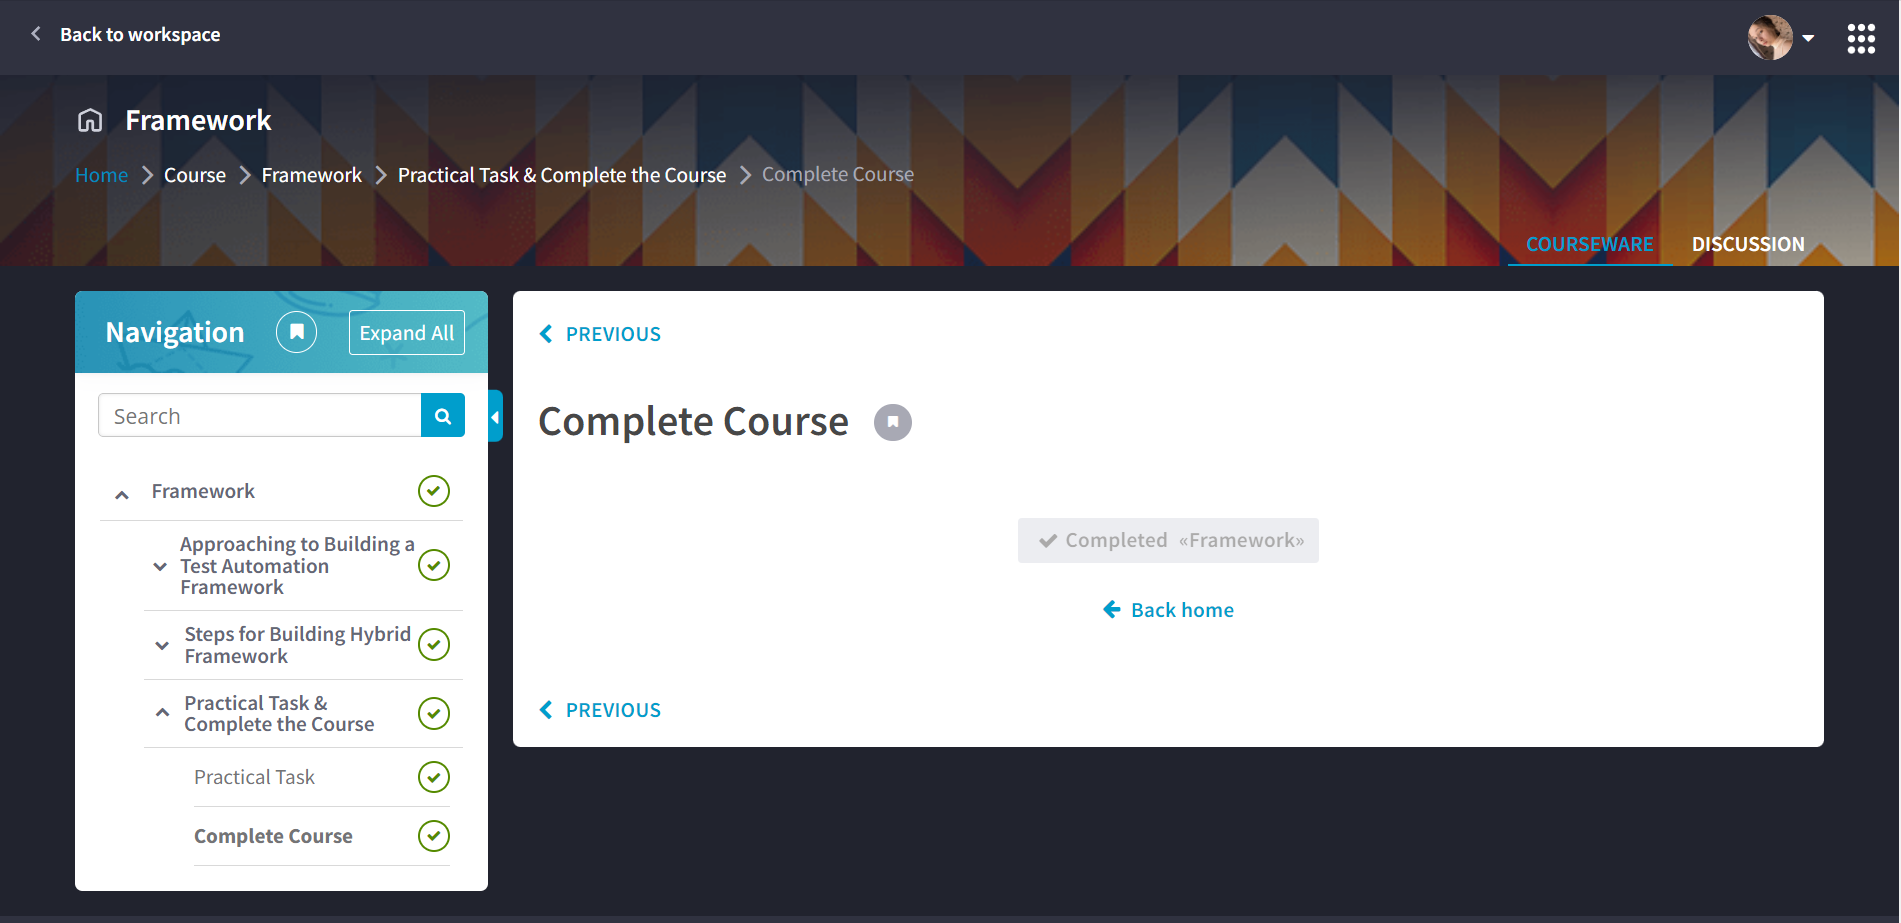 Back to workspace
Framework
Home Course Framework Practical Task & Complete the Course Complete Course
COURSEWARE DISCUSSION
Navigation Expand All
Search
Framework
Approaching to Building a
Test Automation
Framework
Steps for Building Hybrid
Framework
Practical Task &
Complete the Course
Practical Task
Complete Course
PREVIOUS
Complete Course
Completed «Framework»
Back home
PREVIOUS